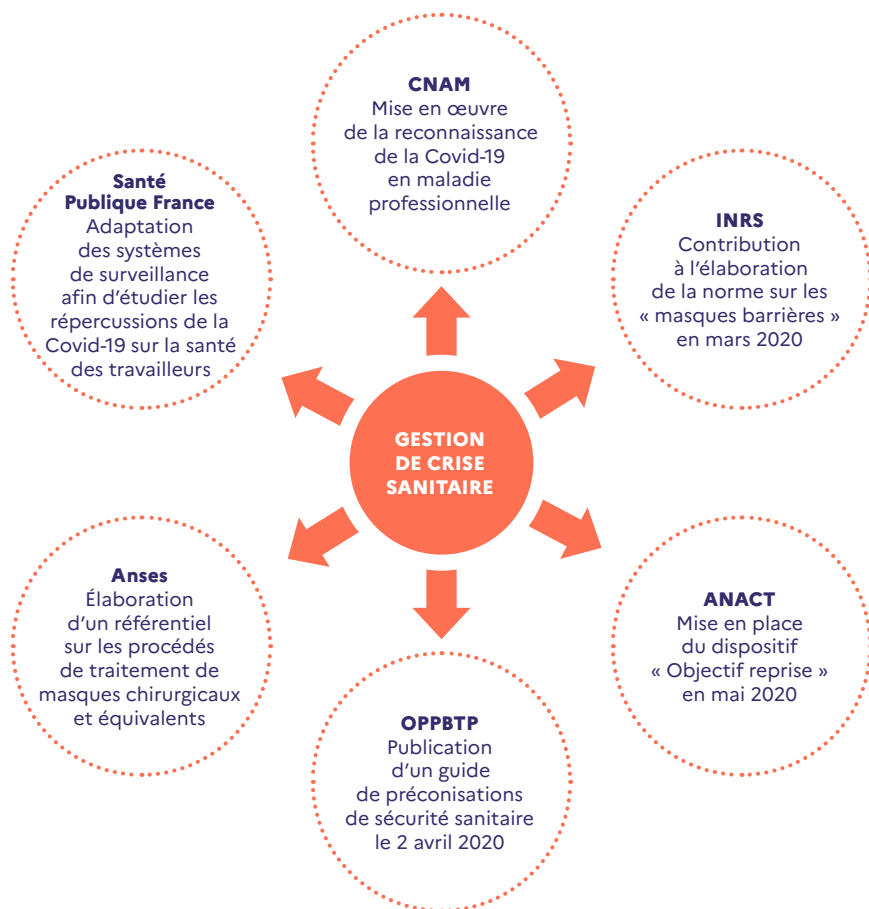 CNAM
Mise en œuvre
de la reconnaissance
de la Covid-19
en maladie
professionnelle
Santé
Publique France
Adaptation
des systèmes
de surveillance
afin d'étudier les
répercussions de la
Covid-19 sur la santé
des travailleurs
INRS
Contribution
à l'élaboration
de la norme sur les
« masques barrières »
en mars 2020
GESTION
DE CRISE
SANITAIRE
Anses
Élaboration
d'un référentiel
sur les procédés
de traitement de
masques chirurgicaux
et équivalents
ANACT
Mise en place
du dispositif
« Objectif reprise »
en mai 2020
OPPBTP
Publication
d'un guide
de préconisations
de sécurité sanitaire
le 2 avril 2020